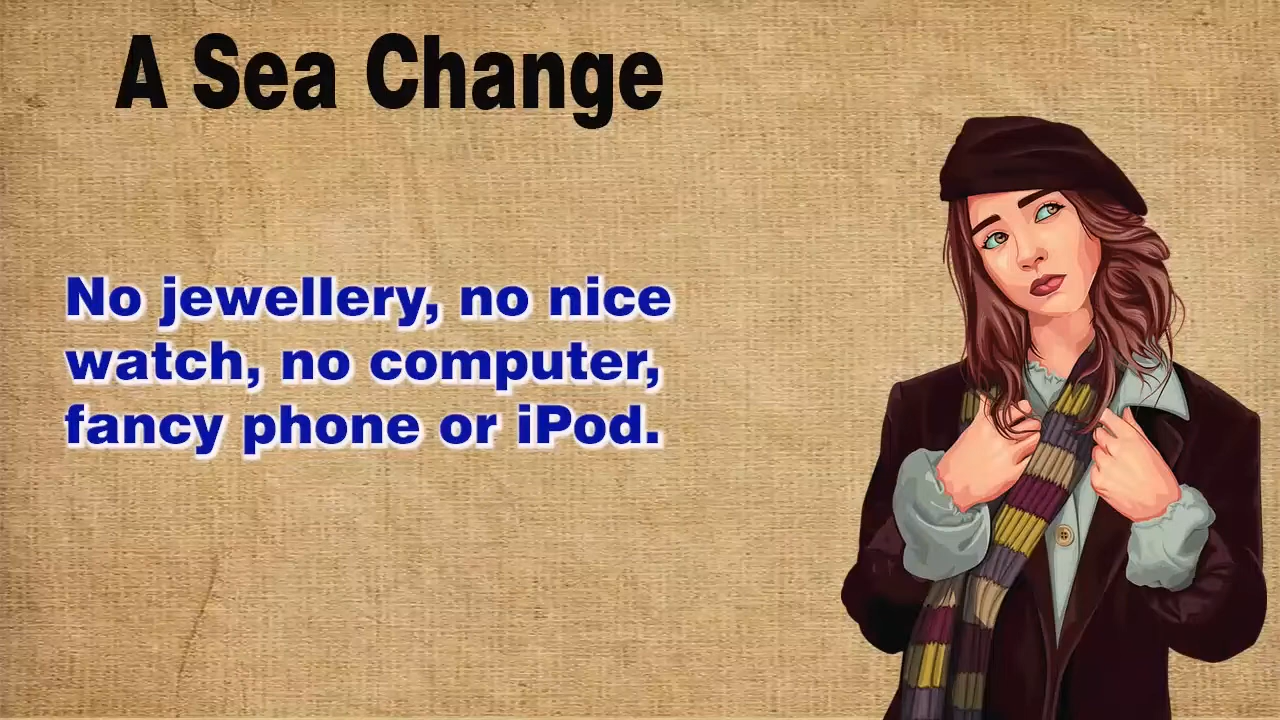 A Sea Change
No jewellery, no nice
watch, no computer,
fancy phone or iPod.